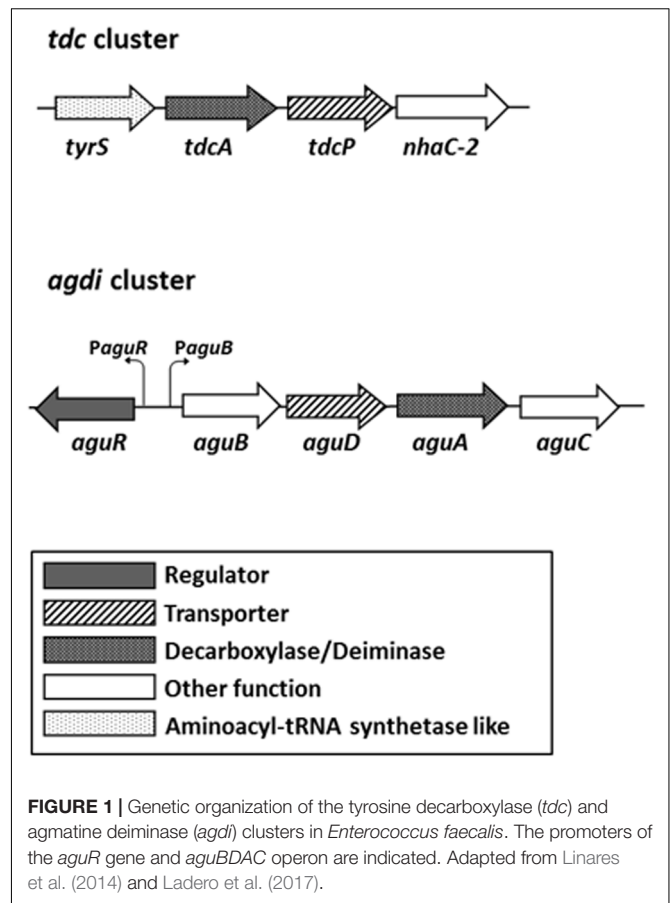 tdc cluster
tyrS tdcA tdcP nhaC-2
agdi cluster
PaguR PaguB
aguR aguB aguD aguA aguC
Regulator
Transporter
Decarboxylase/Deiminase
Other function
Aminoacyl-tRNA synthetase like
FIGURE 1 | Genetic organization of the tyrosine decarboxylase (tdc) and
agmatine deiminase (agdi) clusters in Enterococcus faecalis. The promoters of
the aguR gene and aguBDAC operon are indicated. Adapted from Linares
et al. (2014) and Ladero et al. (2017).